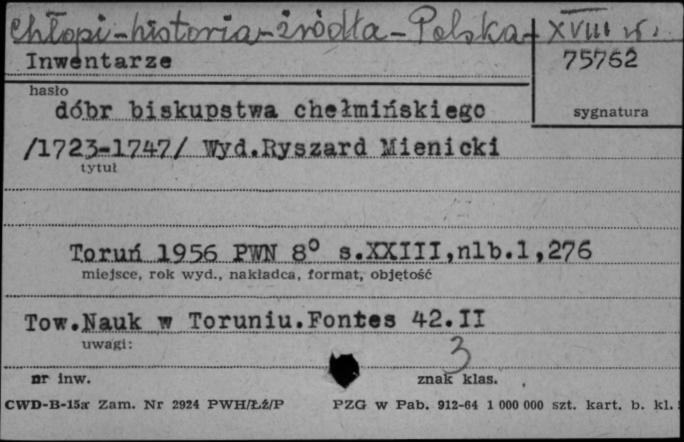 Chłopi-historia-źródła-Polska-XVIII w.
Inwentarze
75762
hasło
dóbr biskupstwa chełmińskiego
sygnatura
/1723-1747/ Wyd.Ryszard Mienicki
tytuł
Toruń 1956 PWN 8° s.XXIII,nlb.1,276
miejsce, rok wyd., nakładca, format, objętość
Tow.Nauk w Toruniu.Fontes 42.II
uwagi:
3
nr inw.
znak klas.
CWD-B-15a Zam. Nr 2924 PWH/Łź/P
PZG w Pab. 912-64 1 000 000 szt. kart. b. kl.